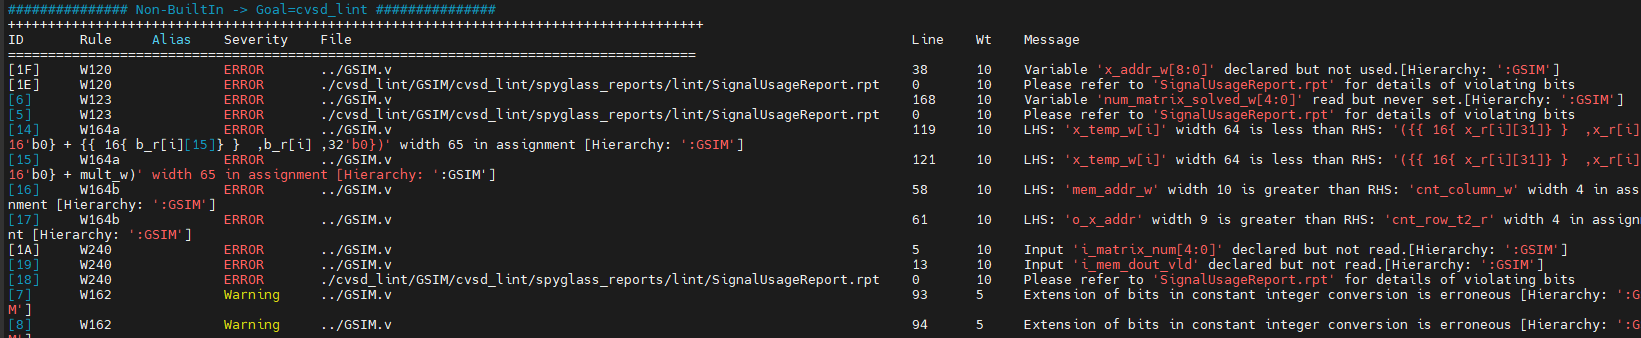 ############### Non-BuiltIn -> Goal=cvsd_lint ###############
+++++++++++++++++++++++++++++++++++++++++++++++++++++++++++++++++++++++++++++++++++++++
ID Rule Alias Severity File Line Wt Message
======================================================================================
[1F] W120 ERROR ../GSIM.v 38 10 Variable 'x_addr_w[8:0]' declared but not used.[Hierarchy: ':GSIM']
[1E] W120 ERROR ./cvsd_lint/GSIM/cvsd_lint/spyglass_reports/lint/SignalUsageReport.rpt 0 10 Please refer to 'SignalUsageReport.rpt' for details of violating bits
[6] W123 ERROR ../GSIM.v 168 10 Variable 'num_matrix_solved_w[4:0]' read but never set.[Hierarchy: ':GSIM']
[5] W123 ERROR ./cvsd_lint/GSIM/cvsd_lint/spyglass_reports/lint/SignalUsageReport.rpt 0 10 Please refer to 'SignalUsageReport.rpt' for details of violating bits
[14] W164a ERROR ../GSIM.v 119 10 LHS: 'x_temp_w[i]' width 64 is less than RHS: '({{ 16{ x_r[i][31]} } ,x_r[i]
16'b0} + {{ 16{ b_r[i][15]} } ,b_r[i] ,32'b0})' width 65 in assignment [Hierarchy: ':GSIM']
[15] W164a ERROR ../GSIM.v 121 10 LHS: 'x_temp_w[i]' width 64 is less than RHS: '({{ 16{ x_r[i][31]} } ,x_r[i]
16'b0} + mult_w)' width 65 in assignment [Hierarchy: ':GSIM']
[16] W164b ERROR ../GSIM.v 58 10 LHS: 'mem_addr_w' width 10 is greater than RHS: 'cnt_column_w' width 4 in ass
nment [Hierarchy: ':GSIM']
[17] W164b ERROR ../GSIM.v 61 10 LHS: 'o_x_addr' width 9 is greater than RHS: 'cnt_row_t2_r' width 4 in assign
nt [Hierarchy: ':GSIM']
[1A] W240 ERROR ../GSIM.v 5 10 Input 'i_matrix_num[4:0]' declared but not read.[Hierarchy: ':GSIM']
[19] W240 ERROR ../GSIM.v 13 10 Input 'i_mem_dout_vld' declared but not read.[Hierarchy: ':GSIM']
[18] W240 ERROR ./cvsd_lint/GSIM/cvsd_lint/spyglass_reports/lint/SignalUsageReport.rpt 0 10 Please refer to 'SignalUsageReport.rpt' for details of violating bits
[7] W162 Warning ../GSIM.v 93 5 Extension of bits in constant integer conversion is erroneous [Hierarchy: ':G
M']
[8] W162 Warning ../GSIM.v 94 5 Extension of bits in constant integer conversion is erroneous [Hierarchy: ':G